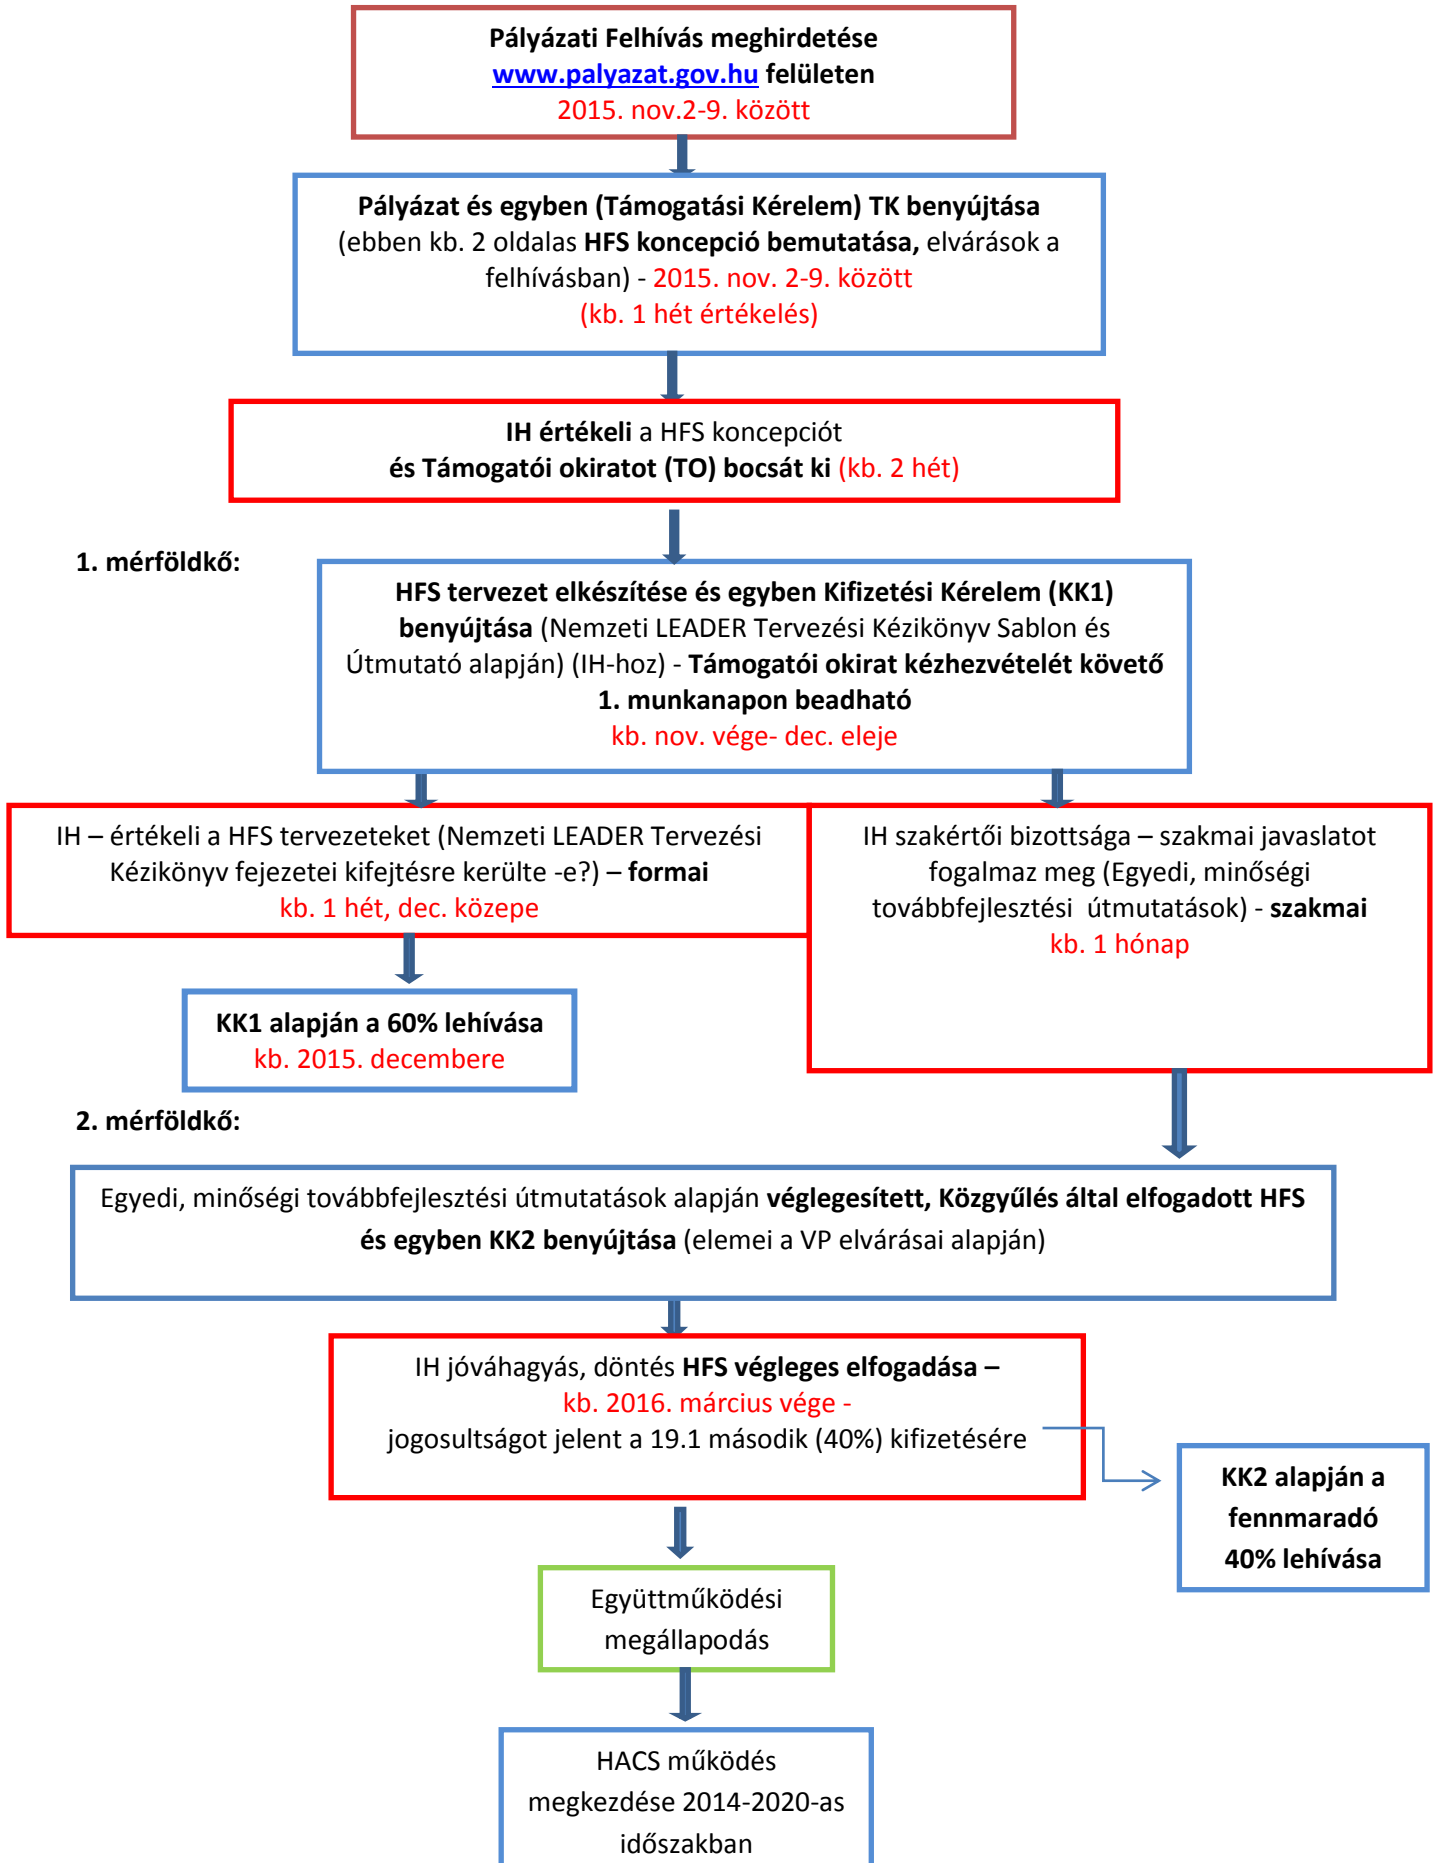 Pályázati Felhívás meghirdetése
www.palyazat.gov.hu felületen
2015. nov.2-9. között
Pályázat és egyben (Támogatási Kérelem) TK benyújtása
(ebben kb. 2 oldalas HFS koncepció bemutatása, elvárások a
felhívásban) - 2015. nov. 2-9. között
(kb. 1 hét értékelés)
IH értékeli a HFS koncepciót
és Támogatói okiratot (TO) bocsát ki (kb. 2 hét)
1. mérföldkő:
HFS tervezet elkészítése és egyben Kifizetési Kérelem (KK1)
benyújtása (Nemzeti LEADER Tervezési Kézikönyv Sablon és
Útmutató alapján) (IH-hoz) - Támogatói okirat kézhezvételét követő
1. munkanapon beadható
kb. nov. vége- dec. eleje
IH – értékeli a HFS tervezeteket (Nemzeti LEADER Tervezési
Kézikönyv fejezetei kifejtésre kerülte -e?) – formai
kb. 1 hét, dec. közepe
IH szakértői bizottsága – szakmai javaslatot
fogalmaz meg (Egyedi, minőségi
továbbfejlesztési útmutatások) - szakmai
kb. 1 hónap
KK1 alapján a 60% lehívása
kb. 2015. decembere
2. mérföldkő:
Egyedi, minőségi továbbfejlesztési útmutatások alapján véglegesített, Közgyűlés által elfogadott HFS
és egyben KK2 benyújtása (elemei a VP elvárásai alapján)
IH jóváhagyás, döntés HFS végleges elfogadása –
kb. 2016. március vége -
jogosultságot jelent a 19.1 második (40%) kifizetésére
KK2 alapján a
fennmaradó
40% lehívása
Együttműködési
megállapodás
HACS működés
megkezdése 2014-2020-as
időszakban